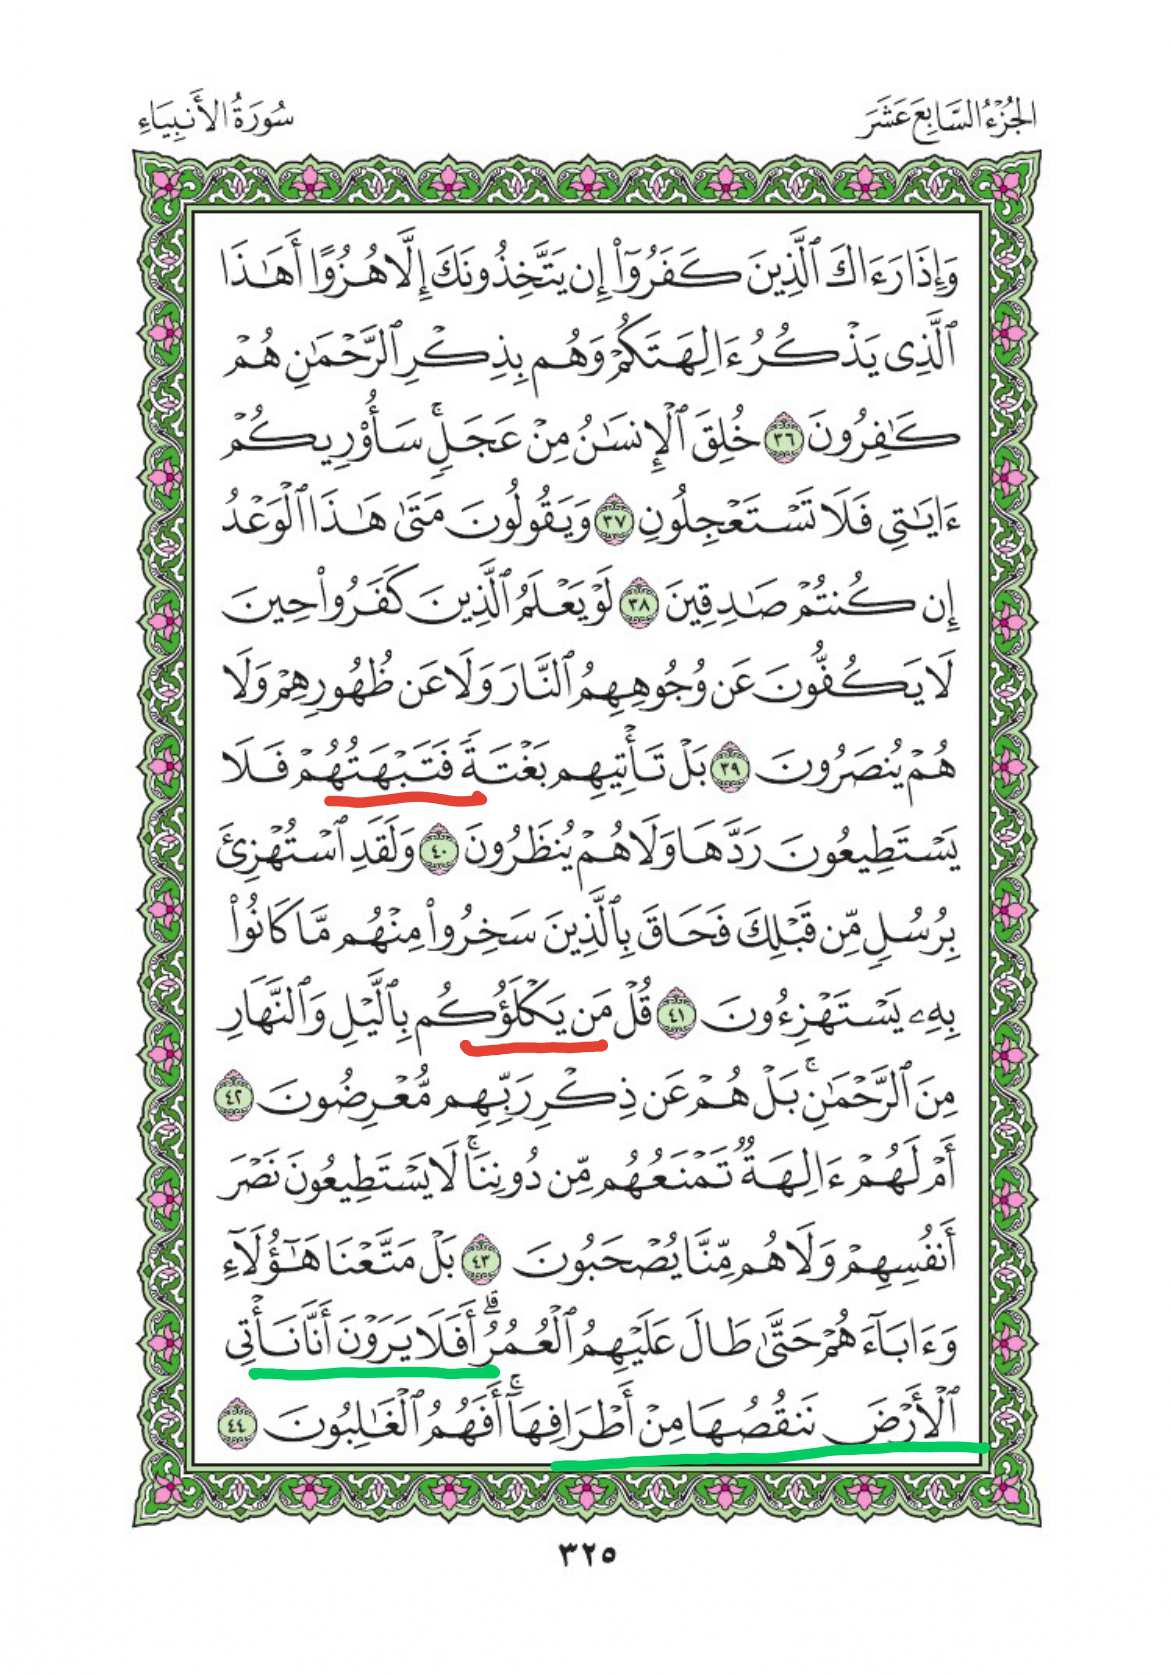 الجُزْءُ السَّابِعَ عَشَرَ
سُورَةُ الأَنبِيَاءِ
وَإِذَا رَءَاكَ ٱلَّذِينَ كَفَرُوٓاْ إِن يَتَّخِذُونَكَ إِلَّا هُزُوًا أَهَٰذَا
ٱلَّذِى يَذْكُرُ ءَالِهَتَكُمْ وَهُم بِذِكْرِ ٱلرَّحْمَٰنِ هُمْ
كَٰفِرُونَ ٣٦ خُلِقَ ٱلْإِنسَٰنُ مِنْ عَجَلٍۚ سَأُوْرِيكُمْ
ءَايَٰتِى فَلَا تَسْتَعْجِلُونِ ٣٧ وَيَقُولُونَ مَتَىٰ هَٰذَا ٱلْوَعْدُ
إِن كُنتُمْ صَٰدِقِينَ ٣٨ لَوْ يَعْلَمُ ٱلَّذِينَ كَفَرُواْ حِينَ
لَا يَكُفُّونَ عَن وُجُوهِهِمُ ٱلنَّارَ وَلَا عَن ظُهُورِهِمْ وَلَا
هُمْ يُنصَرُونَ ٣٩ بَلْ تَأْتِيهِم بَغْتَةً فَتَبْهَتُهُمْ فَلَا
يَسْتَطِيعُونَ رَدَّهَا وَلَا هُمْ يُنظَرُونَ ٤٠ وَلَقَدِ ٱسْتُهْزِئَ
بِرُسُلٍ مِّن قَبْلِكَ فَحَاقَ بِٱلَّذِينَ سَخِرُواْ مِنْهُم مَّا كَانُواْ
بِهِۦ يَسْتَهْزِءُونَ ٤١ قُلْ مَن يَكْلَؤُكُم بِٱلَّيْلِ وَٱلنَّهَارِ
مِنَ ٱلرَّحْمَٰنِۚ بَلْ هُمْ عَن ذِكْرِ رَبِّهِم مُّعْرِضُونَ ٤٢
أَمْ لَهُمْ ءَالِهَةٌ تَمْنَعُهُم مِّن دُونِنَاۚ لَا يَسْتَطِيعُونَ نَصْرَ
أَنفُسِهِمْ وَلَا هُم مِّنَّا يُصْحَبُونَ ٤٣ بَلْ مَتَّعْنَا هَٰٓؤُلَآءِ
وَءَابَآءَهُمْ حَتَّىٰ طَالَ عَلَيْهِمُ ٱلْعُمُرُۗ أَفَلَا يَرَوْنَ أَنَّا نَأْتِى
ٱلْأَرْضَ نَنقُصُهَا مِنْ أَطْرَافِهَآۚ أَفَهُمُ ٱلْغَٰلِبُونَ ٤٤
٣٢٥